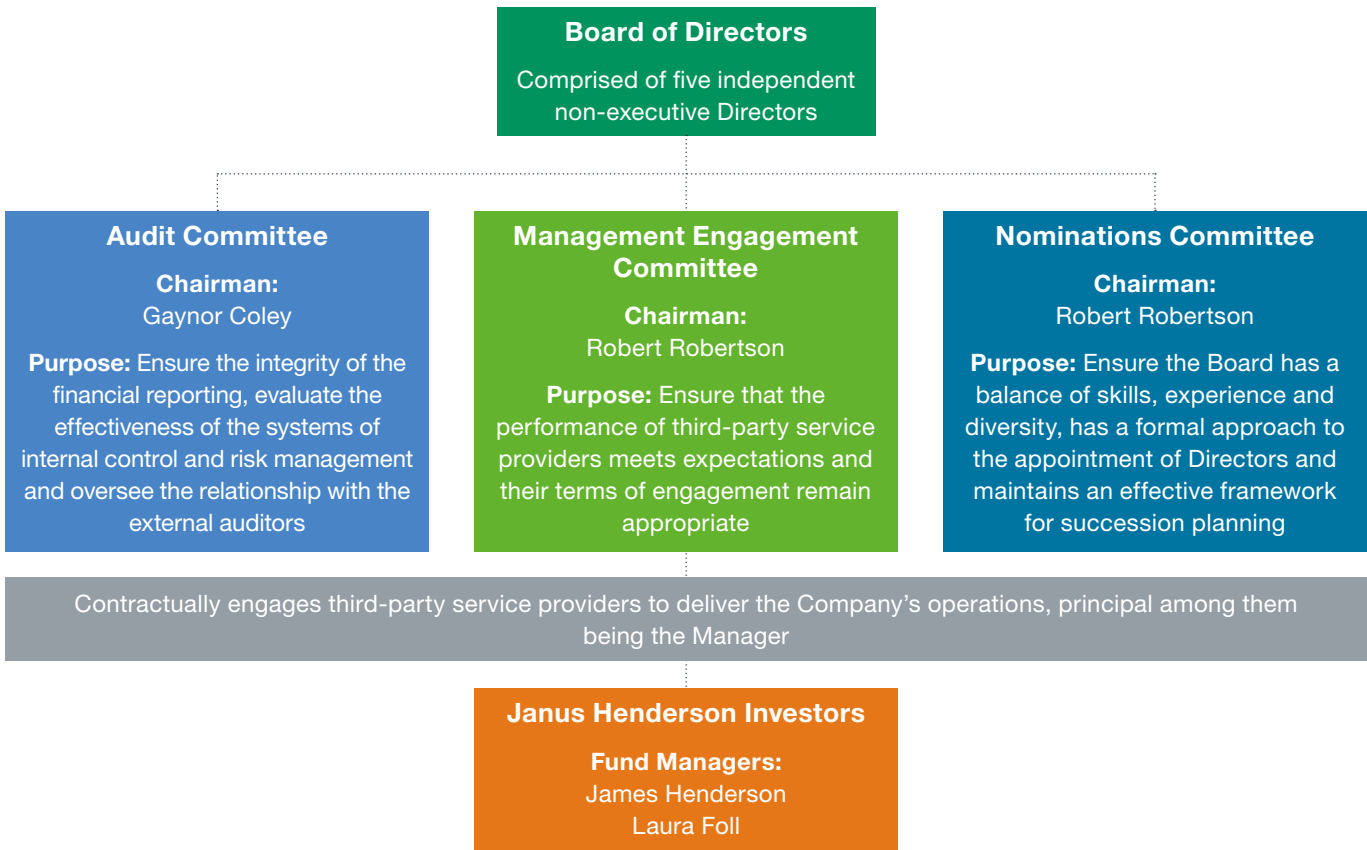 Board of Directors
Comprised of five independent
non-executive Directors
Audit Committee
Chairman:
Gaynor Coley
Purpose: Ensure the integrity of the
financial reporting, evaluate the
effectiveness of the systems of
internal control and risk management
and oversee the relationship with the
external auditors
Management Engagement
Committee
Chairman:
Robert Robertson
Purpose: Ensure that the
performance of third-party service
providers meets expectations and
their terms of engagement remain
appropriate
Nominations Committee
Chairman:
Robert Robertson
Purpose: Ensure the Board has a
balance of skills, experience and
diversity, has a formal approach to
the appointment of Directors and
maintains an effective framework
for succession planning
Contractually engages third-party service providers to deliver the Company’s operations, principal among them
being the Manager
Janus Henderson Investors
Fund Managers:
James Henderson
Laura Foll